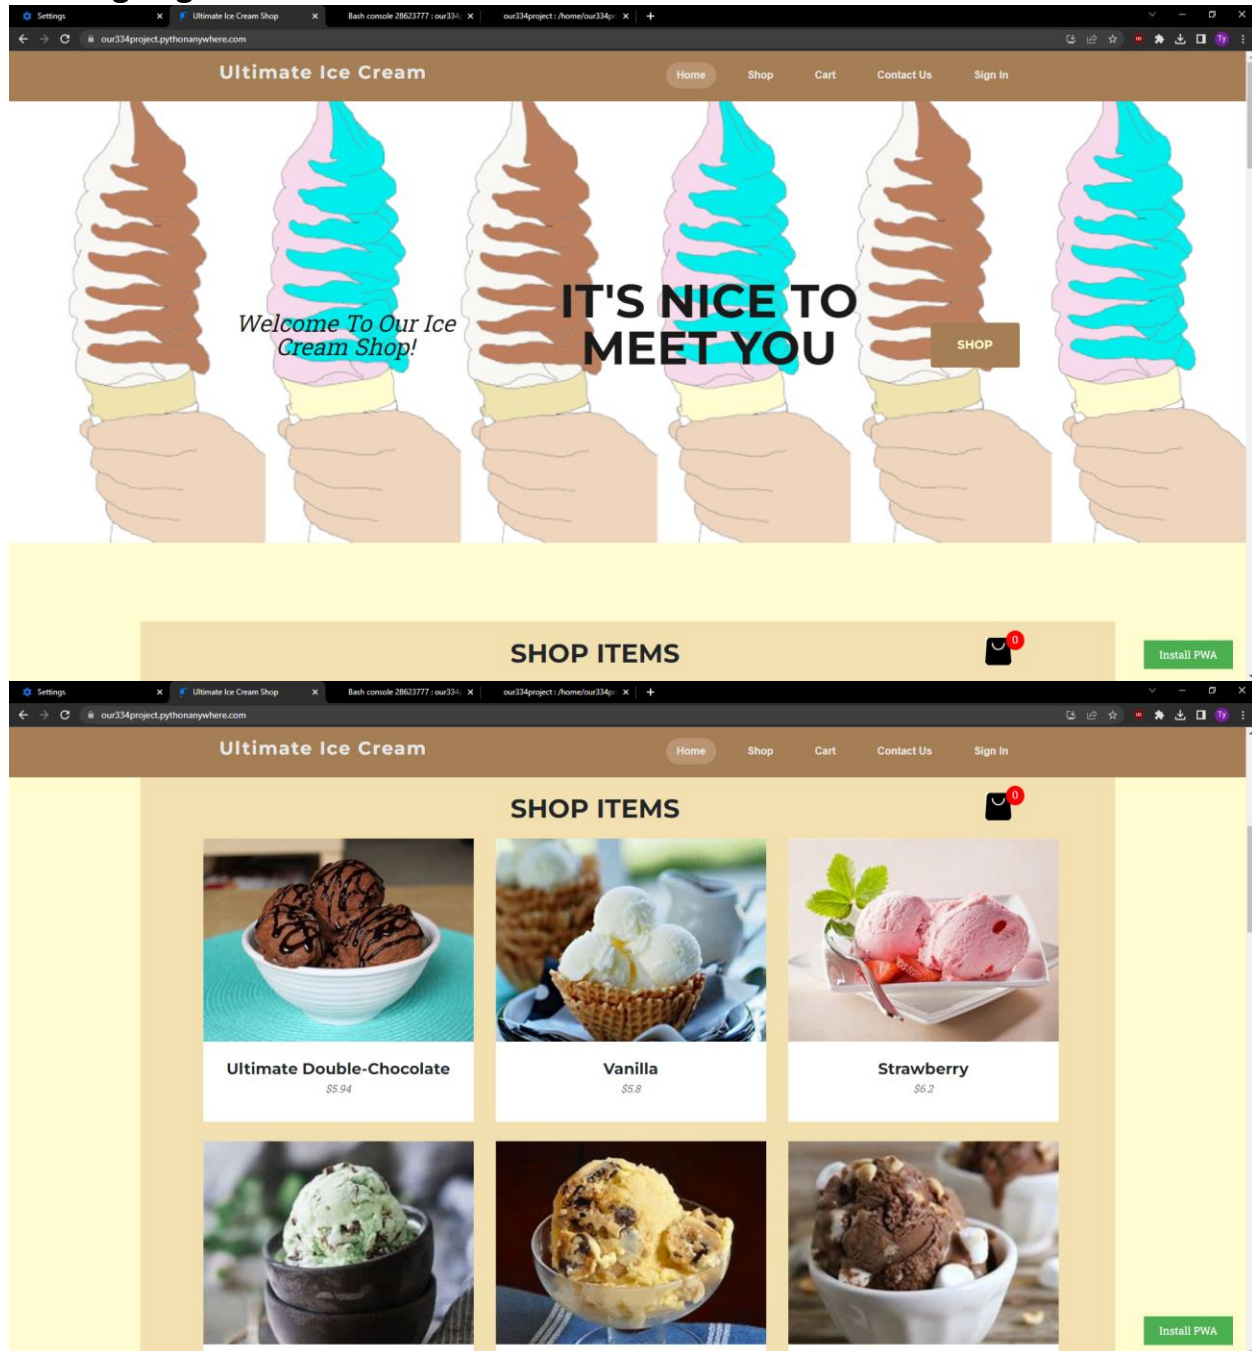 Settings
Ultimate Ice Cream Shop
Bash console 28623777 : our334
our334project : /home/our334pr
our334project.pythonanywhere.com
Ty
Ultimate Ice Cream
Home
Shop
Cart
Contact Us
Sign In
Welcome To Our Ice
Cream Shop!
IT'S NICE TO
MEET YOU
SHOP
SHOP ITEMS
0
Install PWA
Settings
Ultimate Ice Cream Shop
Bash console 28623777 : our334
our334project : /home/our334pr
our334project.pythonanywhere.com
Ty
Ultimate Ice Cream
Home
Shop
Cart
Contact Us
Sign In
SHOP ITEMS
0
Ultimate Double-Chocolate
$5.94
Vanilla
$5.8
Strawberry
$6.2
Install PWA